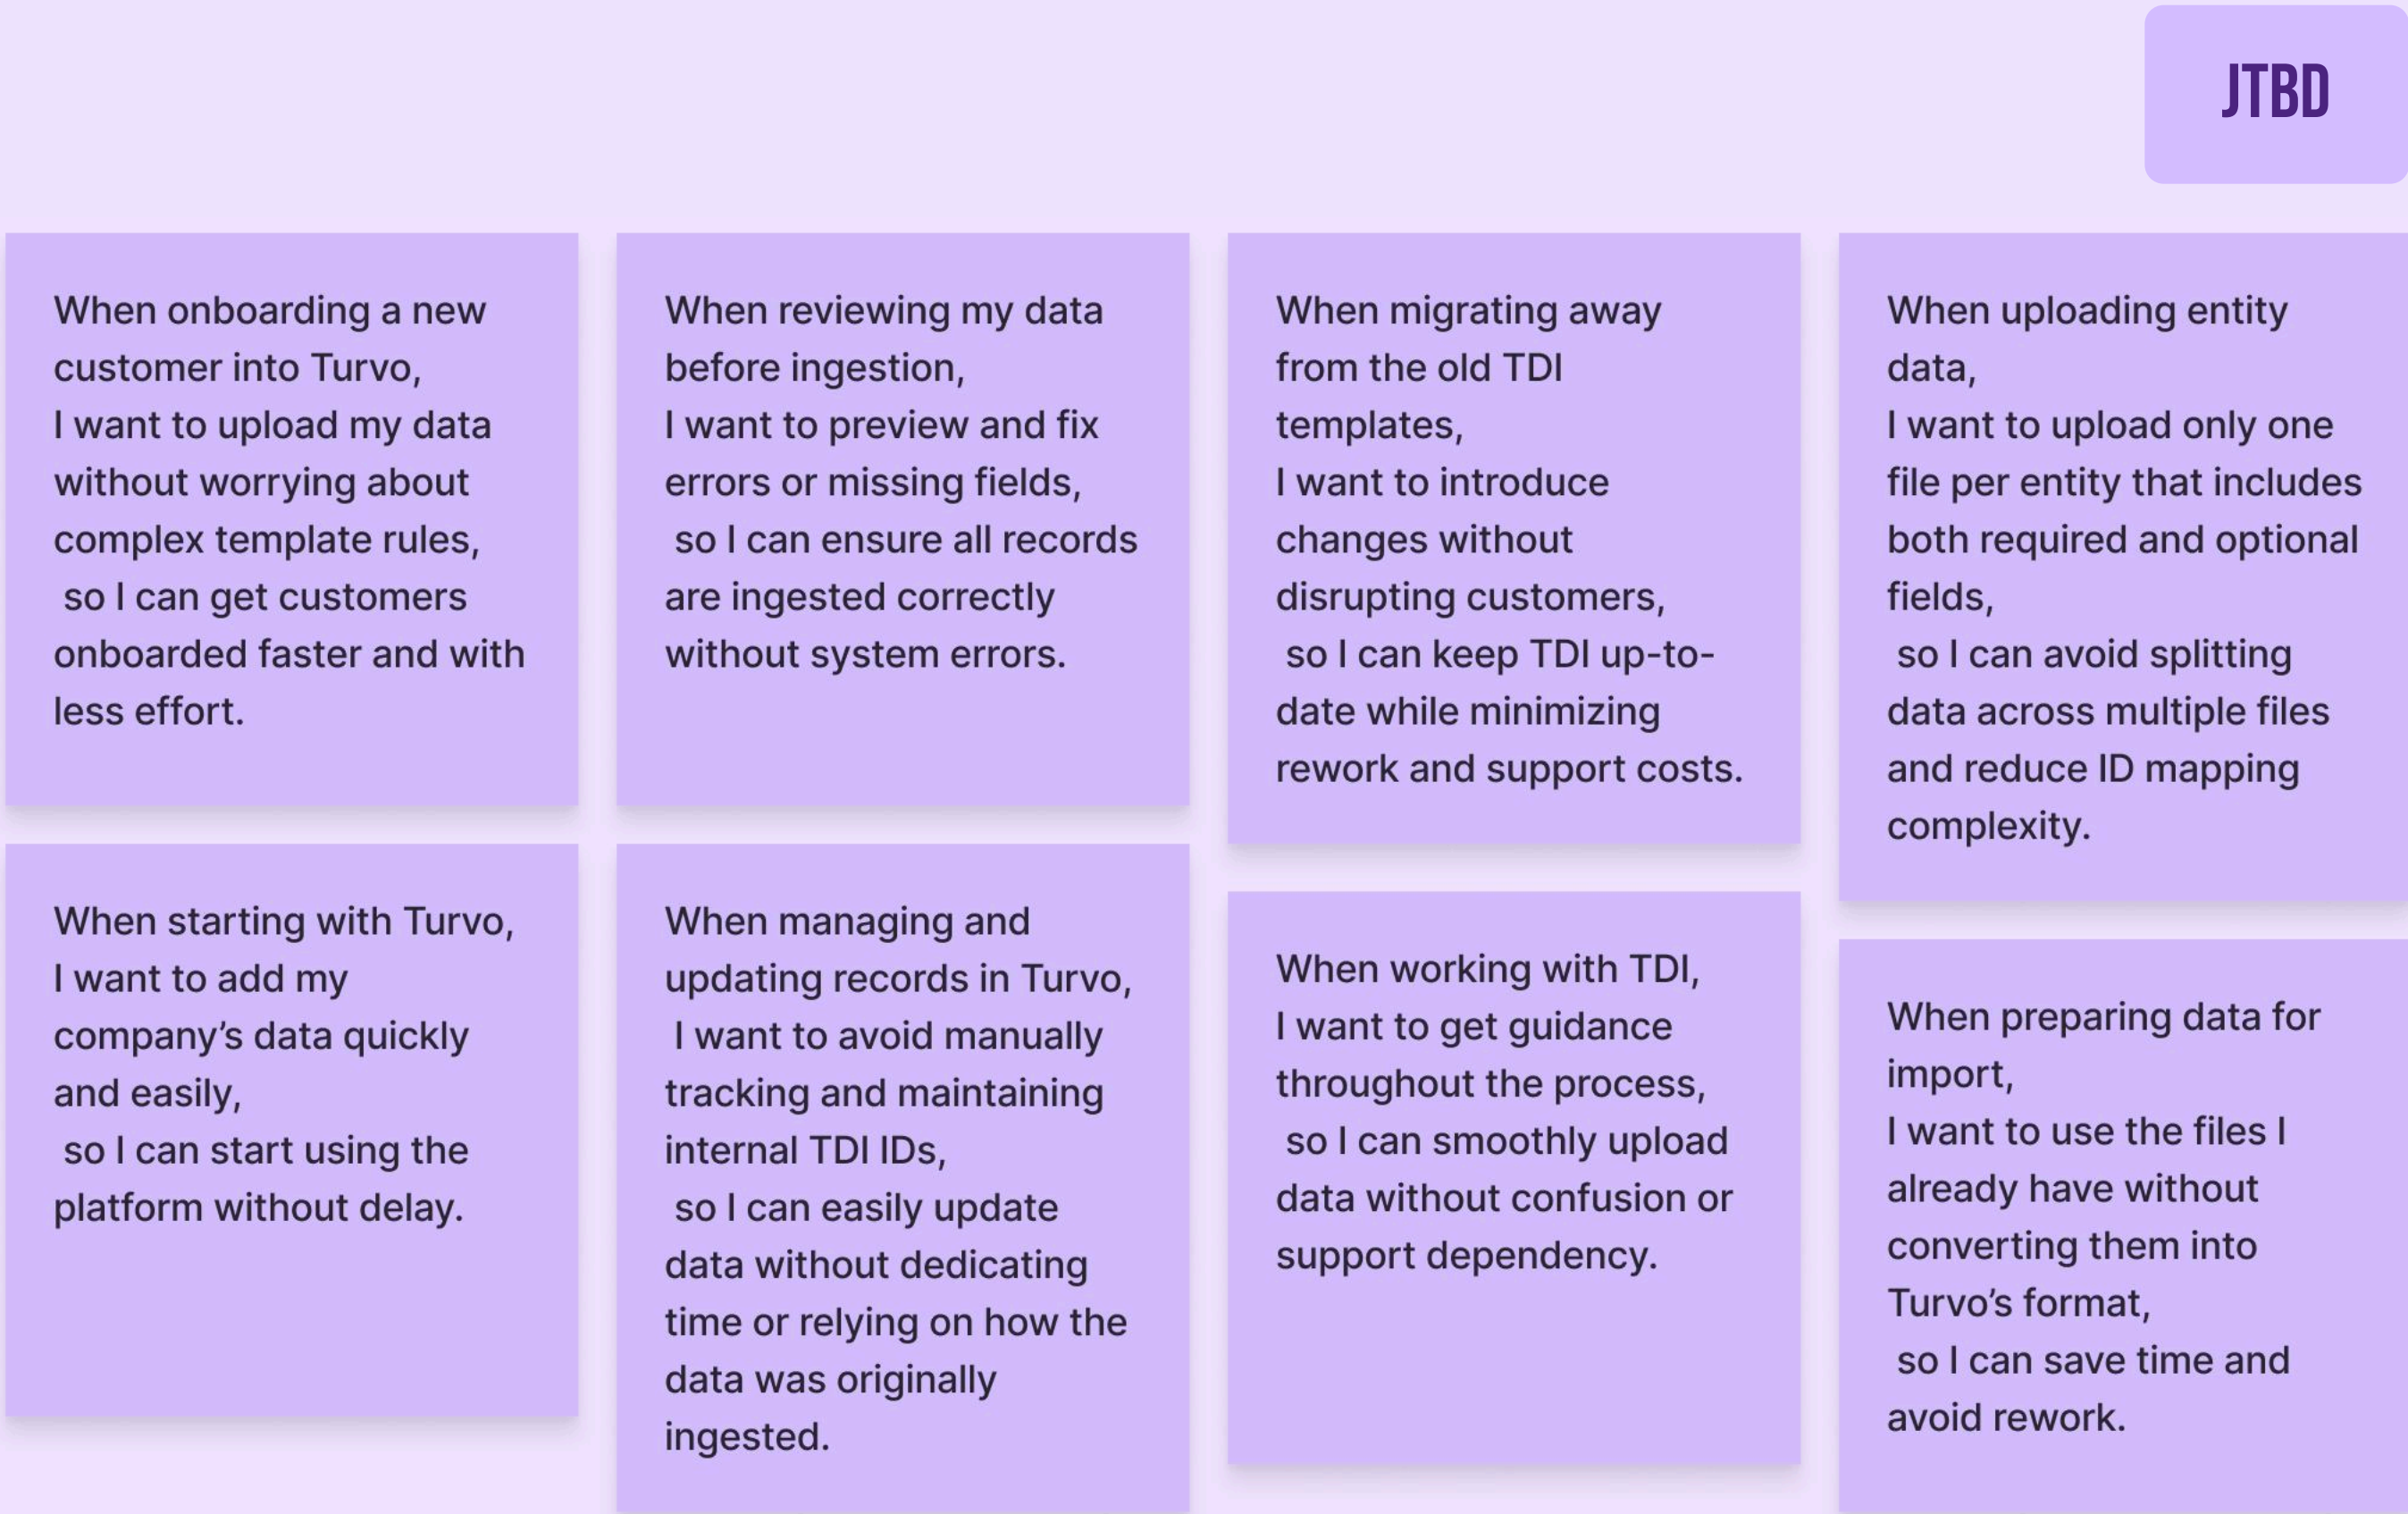 JTBD
When onboarding a new
customer into Turvo,
I want to upload my data
without worrying about
complex template rules,
so I can get customers
onboarded faster and with
less effort.
When reviewing my data
before ingestion,
I want to preview and fix
errors or missing fields,
so I can ensure all records
are ingested correctly
without system errors.
When migrating away
from the old TDI
templates,
I want to introduce
changes without
disrupting customers,
so I can keep TDI up-to-
date while minimizing
rework and support costs.
When uploading entity
data,
I want to upload only one
file per entity that includes
both required and optional
fields,
so I can avoid splitting
data across multiple files
and reduce ID mapping
complexity.
When starting with Turvo,
I want to add my
company’s data quickly
and easily,
so I can start using the
platform without delay.
When managing and
updating records in Turvo,
I want to avoid manually
tracking and maintaining
internal TDI IDs,
so I can easily update
data without dedicating
time or relying on how the
data was originally
ingested.
When working with TDI,
I want to get guidance
throughout the process,
so I can smoothly upload
data without confusion or
support dependency.
When preparing data for
import,
I want to use the files I
already have without
converting them into
Turvo’s format,
so I can save time and
avoid rework.